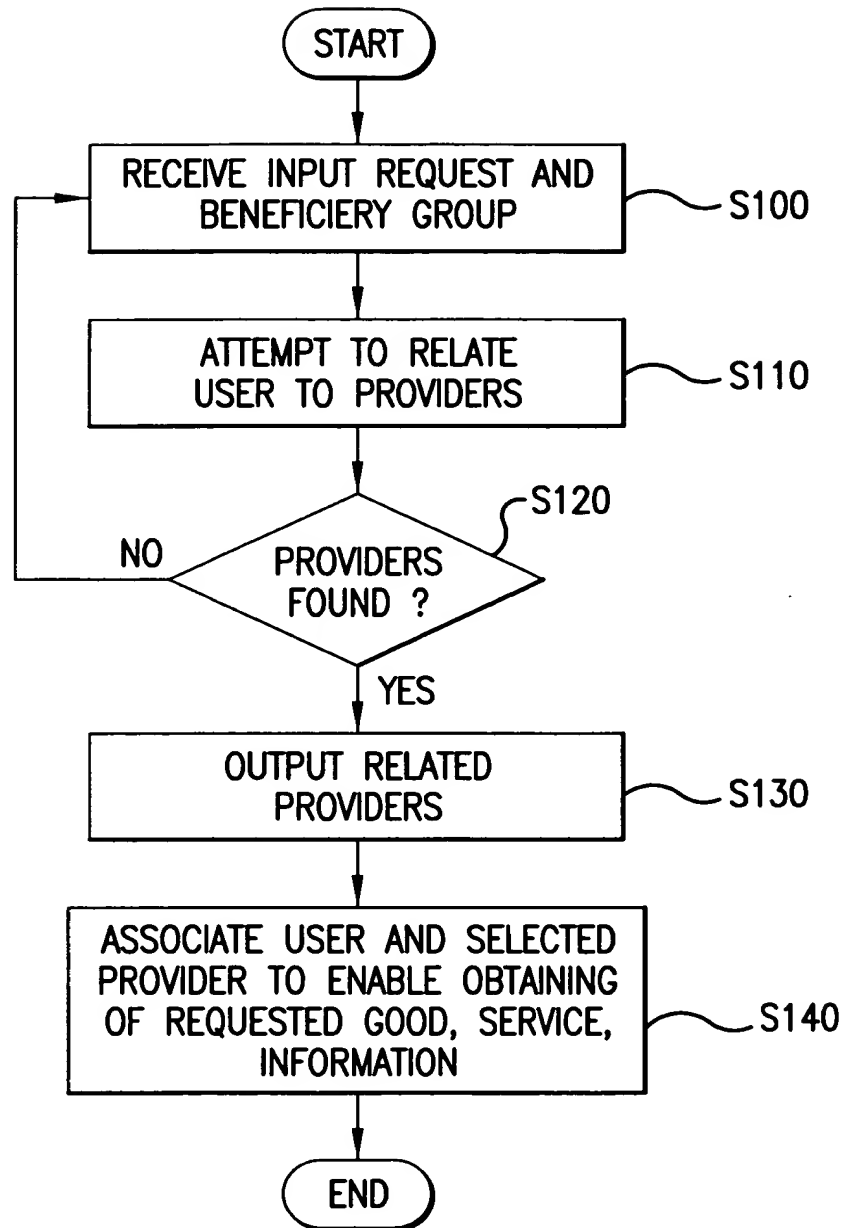 START
RECEIVE INPUT REQUEST AND
BENEFICIERY GROUP
S100
ATTEMPT TO RELATE
USER TO PROVIDERS
S110
S120
NO
PROVIDERS
FOUND ?
YES
OUTPUT RELATED
PROVIDERS
S130
ASSOCIATE USER AND SELECTED
PROVIDER TO ENABLE OBTAINING
OF REQUESTED GOOD, SERVICE,
INFORMATION
S140
END